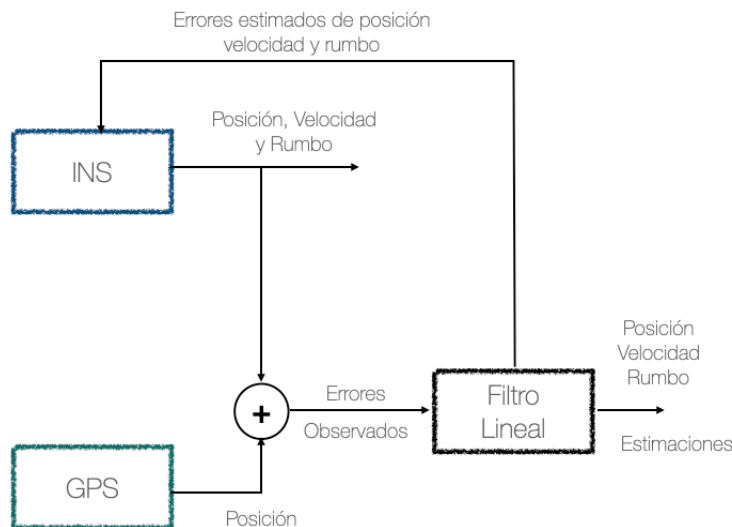 Errores estimados de posición
velocidad y rumbo
Posición, Velocidad
y Rumbo
INS
Posición
Velocidad
Rumbo
Errores
Observados
+
Filtro
Lineal
Estimaciones
GPS
Posición